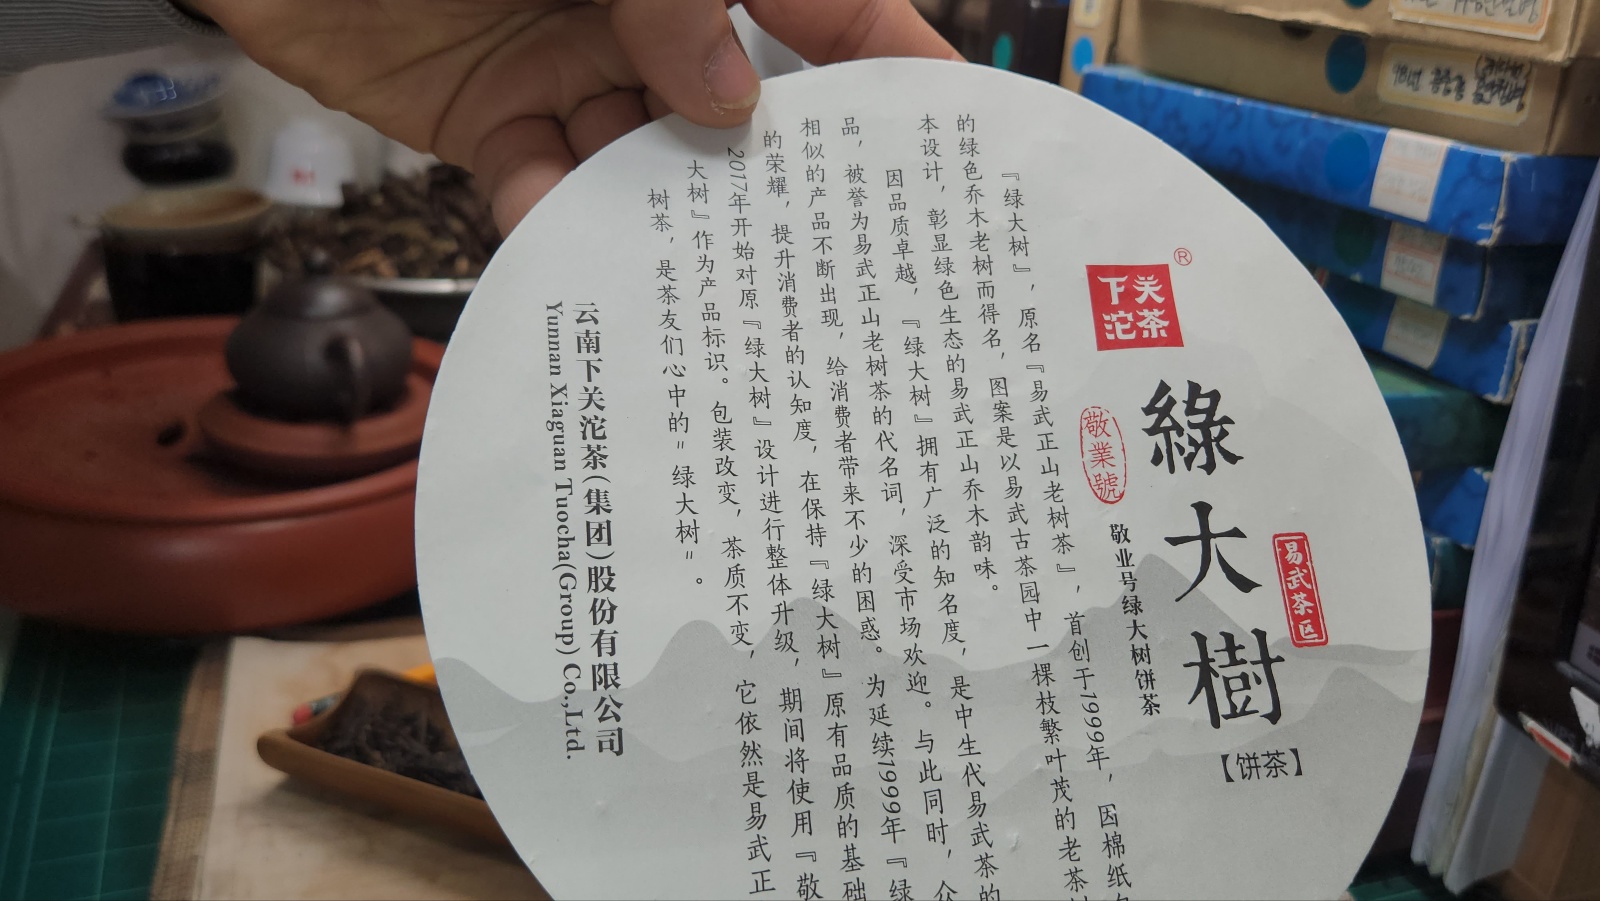 下关
沱茶
®
綠大樹
【饼茶】
易武茶区
敬業號
敬业号绿大树饼茶
『绿大树』，原名『易武正山老树茶』，首创于1999年，因棉纸
的绿色乔木老树而得名，图案是以易武古茶园中一棵枝繁叶茂的老茶
本设计，彰显绿色生态的易武正山乔木韵味。
因品质卓越，『绿大树』拥有广泛的知名度，是中生代易武茶的
品，被誉为易武正山老树茶的代名词，深受市场欢迎。与此同时，众
相似的产品不断出现，给消费者带来不少的困惑。为延续1999年『绿
的荣耀，提升消费者的认知度，在保持『绿大树』原有品质的基础
2017年开始对原『绿大树』设计进行整体升级，期间将使用『敬
大树』作为产品标识。包装改变，茶质不变，它依然是易武正
树茶，是茶友们心中的"绿大树"。
云南下关沱茶(集团)股份有限公司
Yunnan Xiaguan Tuocha(Group) Co.,Ltd.